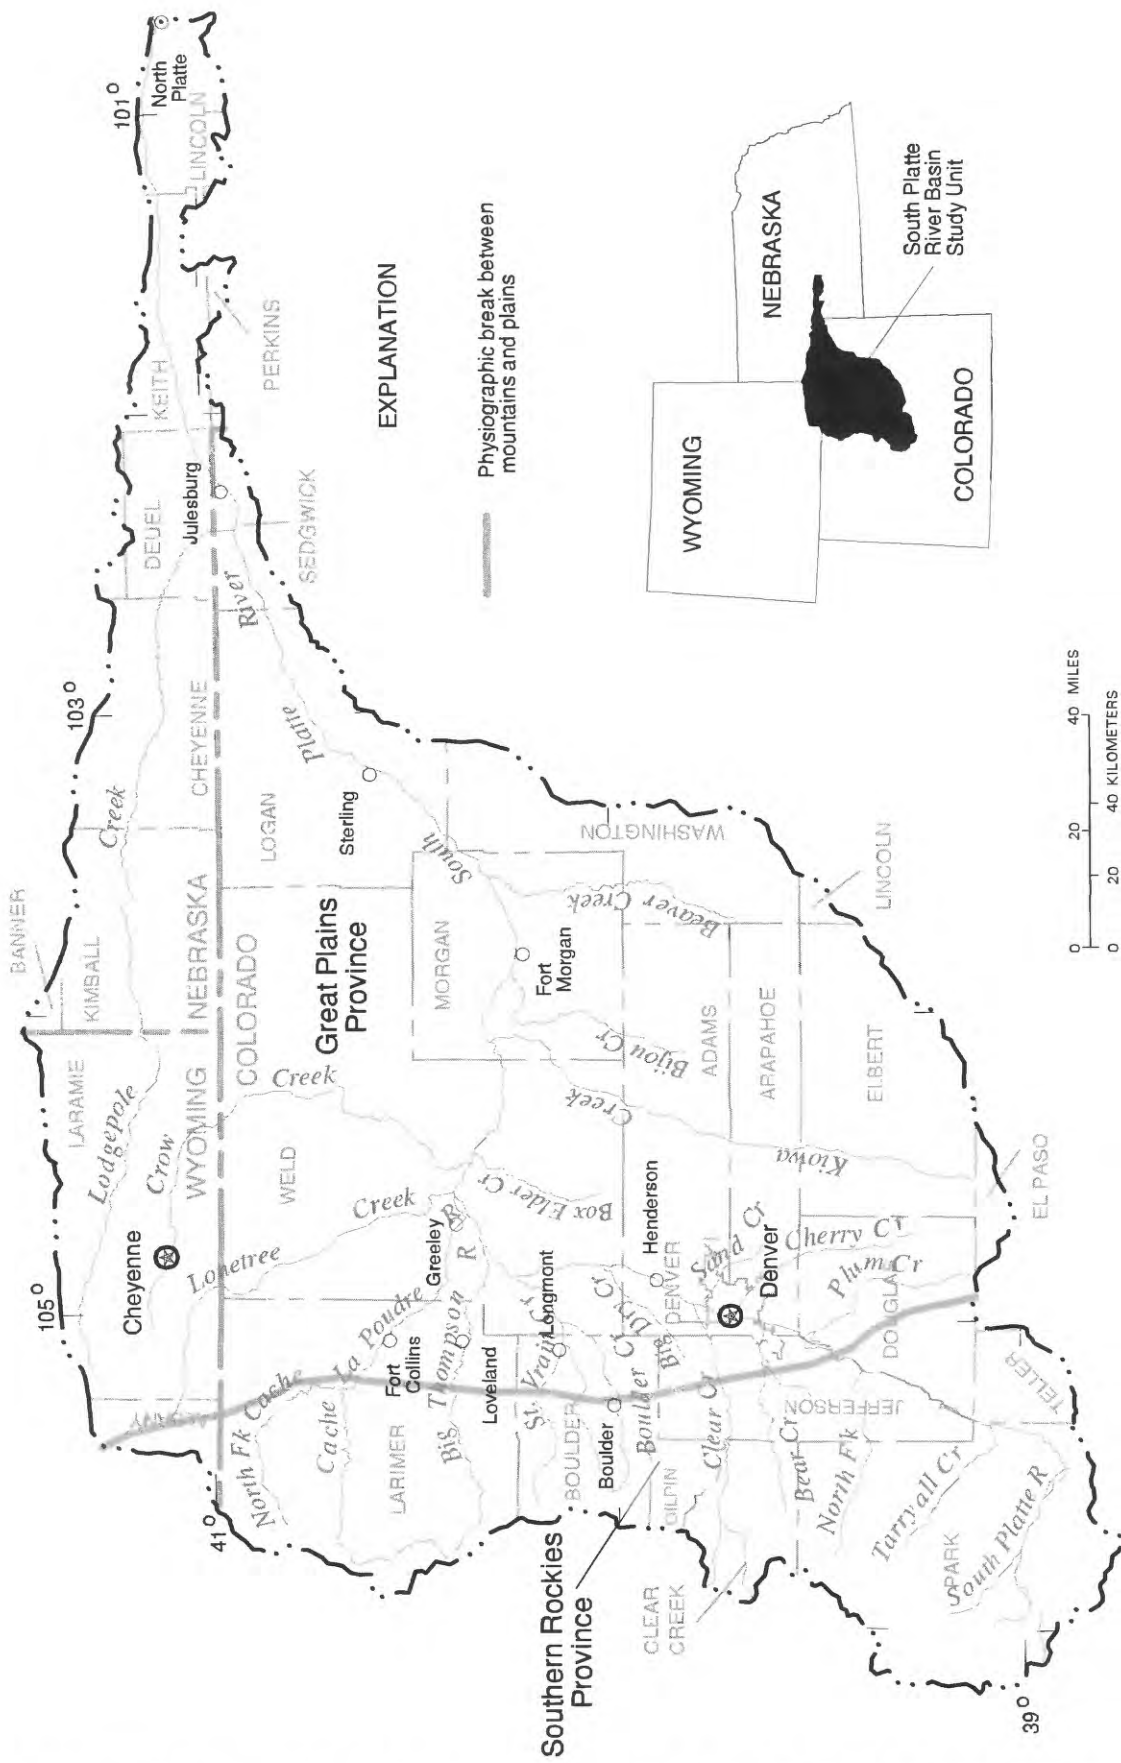 105°
103°
101°
41°
39°
BANNER
LARAMIE
KIMBALL
Lodgepole
Creek
Cheyenne
Crow
WYOMING
NEBRASKA
CHEYENNE
DEUEL
KEITH
LINCOLN
North
Platte
Julesburg
PERKINS
SEDGWICK
COLORADO
LOGAN
Sterling
South
Platte
River
Great Plains
Province
WELD
Creek
Lonetree
Creek
North Fk Cache
Cache
La Poudre
Fort
Collins
Greeley
R
LARIMER
Big
Thompson
R
Loveland
MORGAN
Fort
Morgan
WASHINGTON
Beaver Creek
Bijou Cr
Kiowa
Creek
Box Elder Cr
St.
Vrain
Cr
Longmont
BOULDER
Boulder
Boulder
Cr
Big
Dry
Cr
Henderson
DENVER
Denver
Sand
Cr
Cherry Cr
Plum Cr
ADAMS
ARAPAHOE
ELBERT
LINCOLN
EL PASO
DOUGLAS
JEFFERSON
TELLER
GILPIN
Clear Cr
Bear Cr
North Fk
Tarryall Cr
South Platte R
PARK
CLEAR
CREEK
Southern Rockies
Province
EXPLANATION
Physiographic break between
mountains and plains
WYOMING
NEBRASKA
COLORADO
South Platte
River Basin
Study Unit
0 20 40 MILES
0 20 40 KILOMETERS